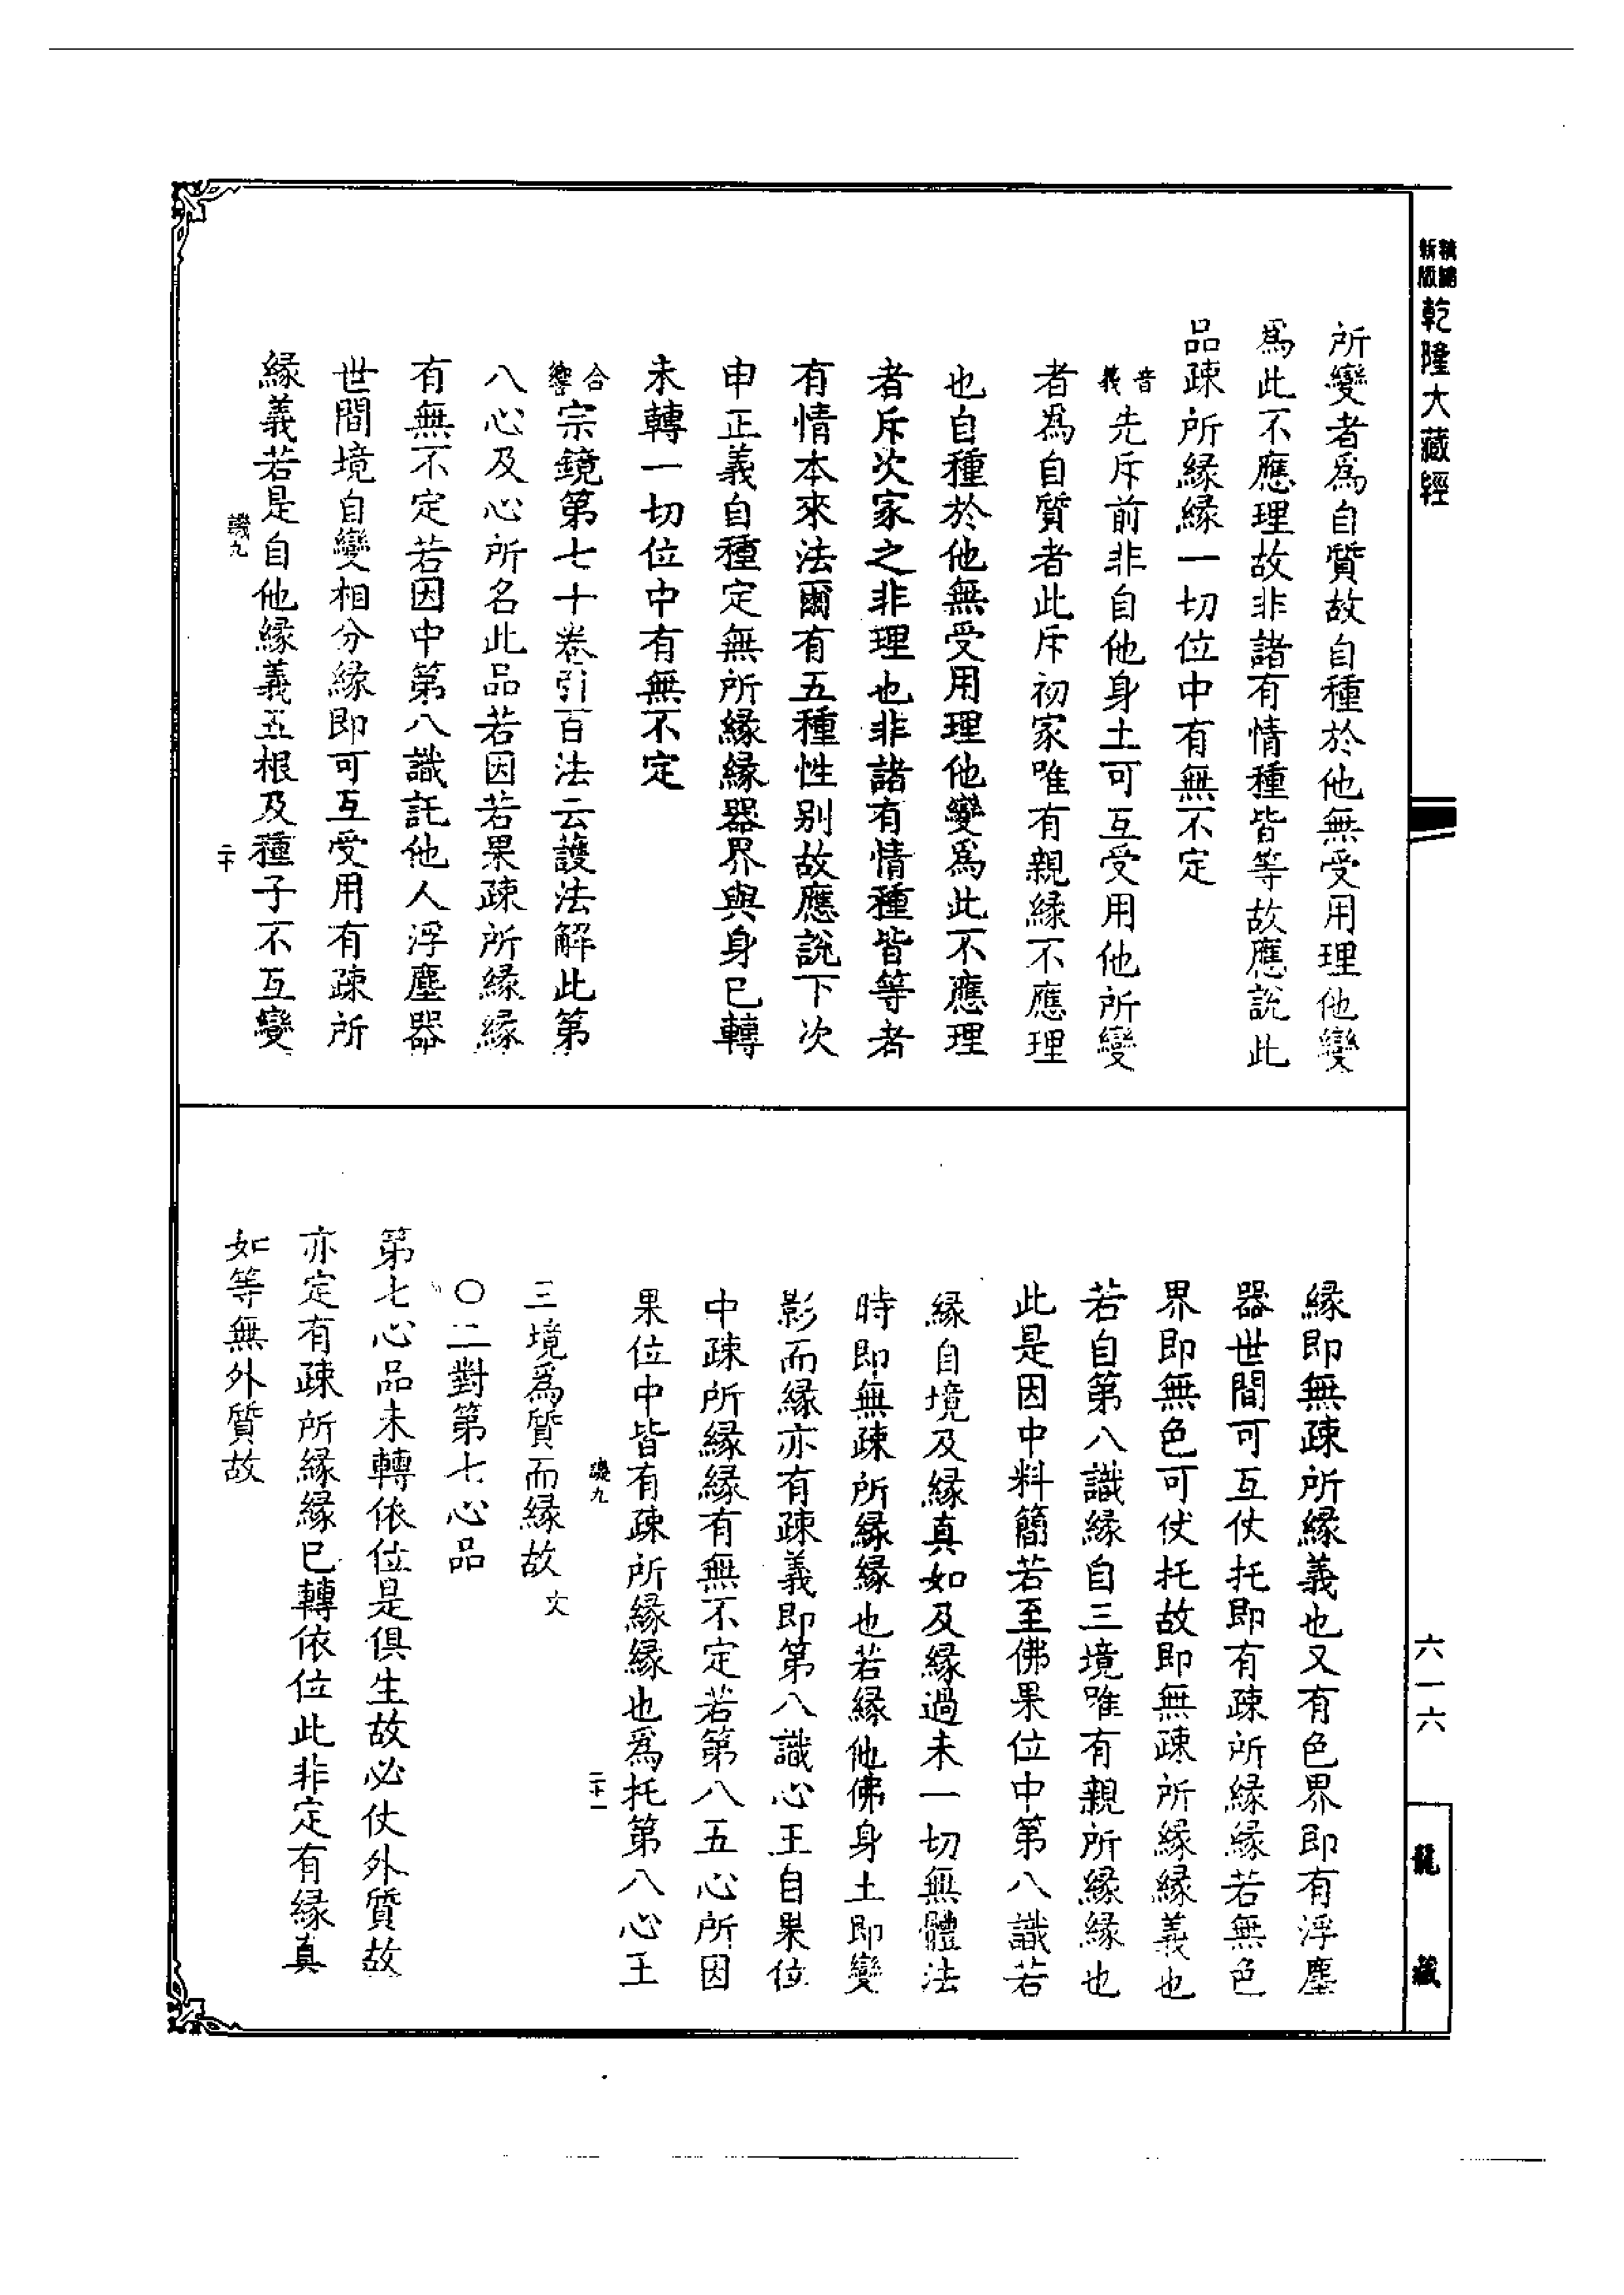 新版精縮乾隆大藏經
六一六
龍藏
所變者爲自質故自種於他無受用理他變
爲此不應理故非諸有情種皆等故應說此
品疎所緣緣一切位中有無不定
音義先斥前非自他身土可互受用他所變
者爲自質者此斥初家唯有親緣不應理
也自種於他無受用理他變爲此不應理
者斥次家之非理也非諸有情種皆等者
有情本來法爾有五種性別故應說下次
申正義自種定無所緣緣器界與身已轉
未轉一切位中有無不定
合響宗鏡第七十卷引百法云護法解此第
八心及心所名此品若因若果疎所緣緣
有無不定若因中第八識託他人浮塵器
世間境自變相分緣即可互受用有疎所
緣義若是自他緣義五根及種子不互變
譏九
二十
緣即無疎所緣義也又有色界即有浮塵
器世間可互仗托即有疎所緣緣若無色
界即無色可仗托故即無疎所緣緣義也
若自第八識緣自三境唯有親所緣緣也
此是因中料簡若至佛果位中第八識若
緣自境及緣真如及緣過未一切無體法
時即無疎所緣緣也若緣他佛身土即變
影而緣亦有疎義即第八識心王自果位
中疎所緣緣有無不定若第八五心所因
果位中皆有疎所緣緣也爲托第八心王
譏九
二十一
三境爲質而緣故文
○二對第七心品
第七心品未轉依位是俱生故必仗外質故
亦定有疎所緣緣已轉依位此非定有緣真
如等無外質故